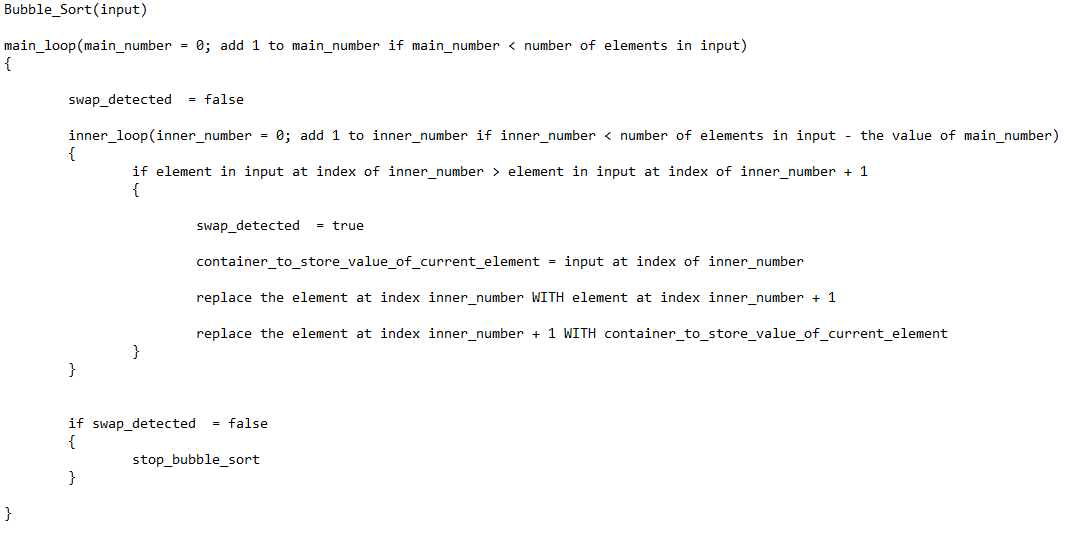 Bubble_Sort(input)
main_loop(main_number = 0; add 1 to main_number if main_number < number of elements in input)
{
swap_detected  = false
inner_loop(inner_number = 0; add 1 to inner_number if inner_number < number of elements in input - the value of main_number)
{
if element in input at index of inner_number > element in input at index of inner_number + 1
{
swap_detected  = true
container_to_store_value_of_current_element = input at index of inner_number
replace the element at index inner_number WITH element at index inner_number + 1
replace the element at index inner_number + 1 WITH container_to_store_value_of_current_element
}
}
if swap_detected  = false
{
stop_bubble_sort
}
}